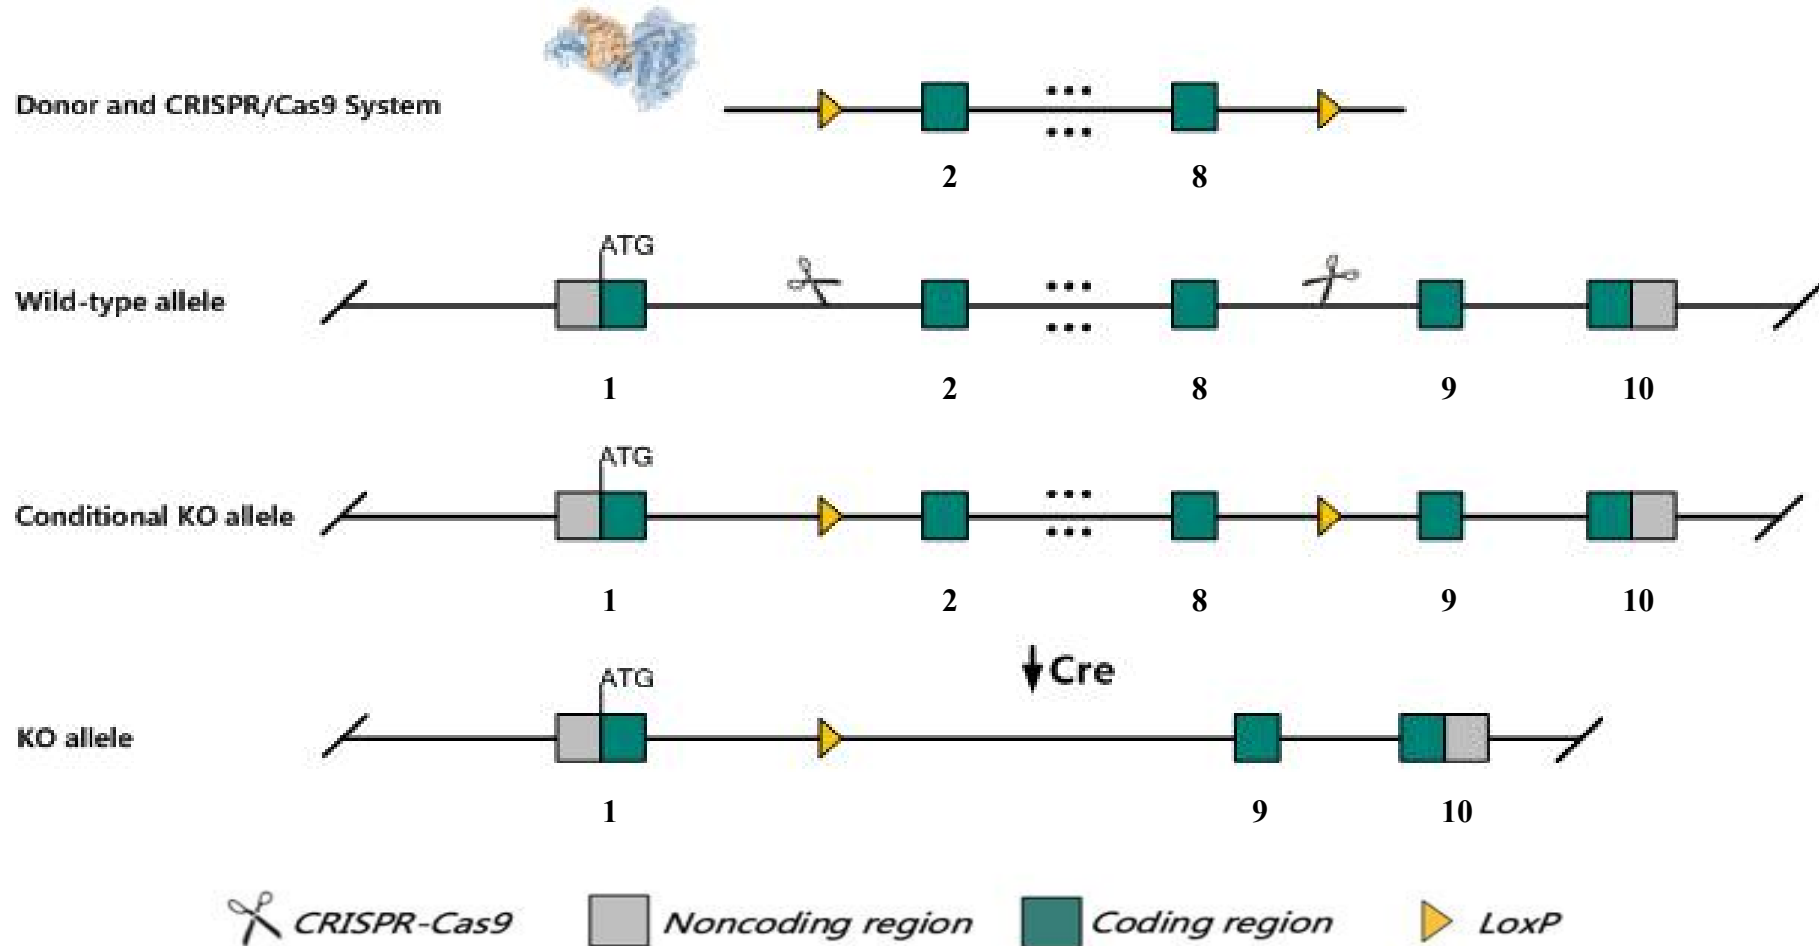 Donor and CRISPR/Cas9 System
2 8
ATG
Wild-type allele
1 2 8 9 10
ATG
Conditional KO allele
1 2 8 9 10
Cre
ATG
KO allele
1 9 10
CRISPR-Cas9 Noncoding region Coding region LoxP